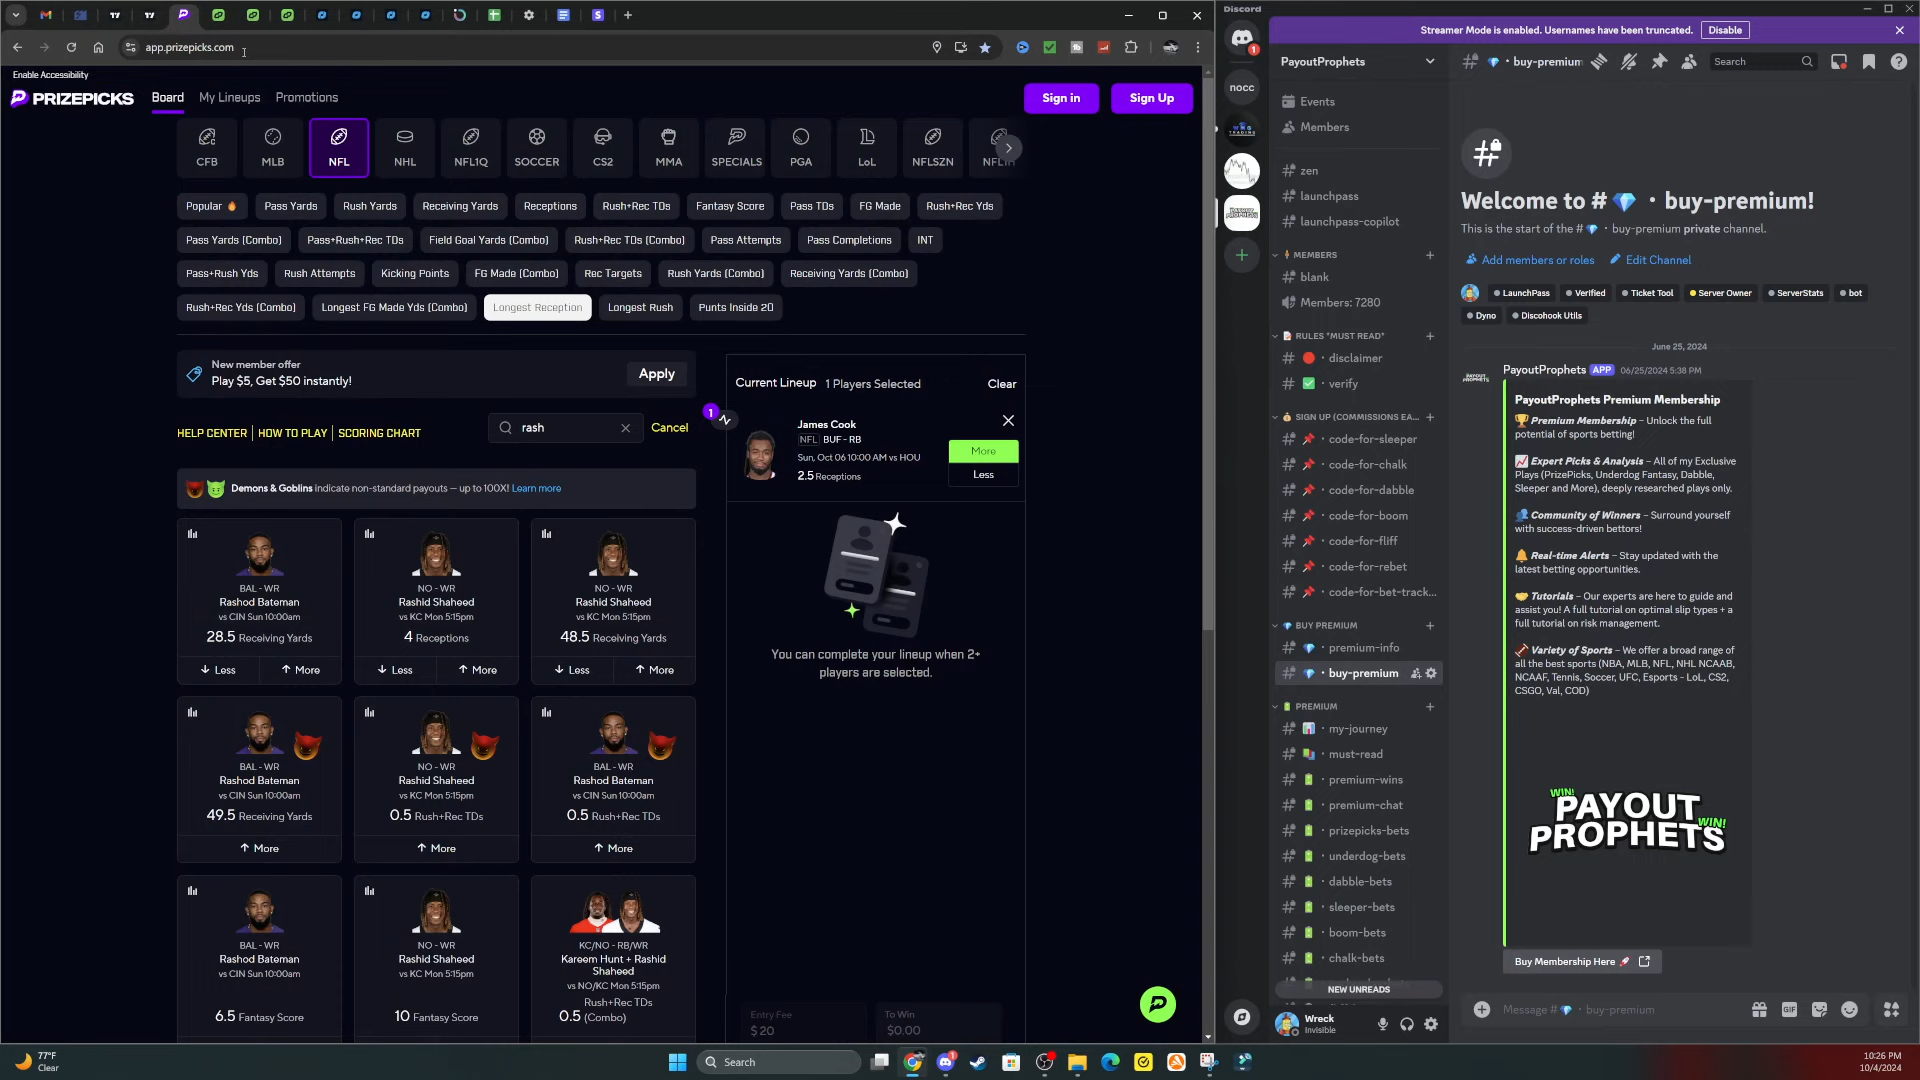 Discord
app.prizepicks.com
Streamer Mode is enabled. Usernames have been truncated.
Disable
Enable Accessibility
PRIZEPICKS
Board
My Lineups
Promotions
Sign in
Sign Up
CFB
MLB
NFL
NHL
NFL1Q
SOCCER
CS2
MMA
SPECIALS
PGA
LoL
NFLSZN
Popular
Pass Yards
Rush Yards
Receiving Yards
Receptions
Rush+Rec TDs
Fantasy Score
Pass TDs
FG Made
Rush+Rec Yds
Pass Yards (Combo)
Pass+Rush+Rec TDs
Field Goal Yards (Combo)
Rush+Rec TDs (Combo)
Pass Attempts
Pass Completions
INT
Pass+Rush Yds
Rush Attempts
Kicking Points
FG Made (Combo)
Rec Targets
Rush Yards (Combo)
Receiving Yards (Combo)
Rush+Rec Yds (Combo)
Longest FG Made Yds (Combo)
Longest Reception
Longest Rush
Punts Inside 20
New member offer
Play $5, Get $50 instantly!
Apply
HELP CENTER
HOW TO PLAY
SCORING CHART
rash
Cancel
Demons & Goblins indicate non-standard payouts — up to 100X! Learn more
BAL - WR
Rashod Bateman
vs CIN Sun 10:00am
28.5 Receiving Yards
Less
More
NO - WR
Rashid Shaheed
vs KC Mon 5:15pm
4 Receptions
Less
More
NO - WR
Rashid Shaheed
vs KC Mon 5:15pm
48.5 Receiving Yards
Less
More
BAL - WR
Rashod Bateman
vs CIN Sun 10:00am
49.5 Receiving Yards
More
NO - WR
Rashid Shaheed
vs KC Mon 5:15pm
0.5 Rush+Rec TDs
More
BAL - WR
Rashod Bateman
vs CIN Sun 10:00am
0.5 Rush+Rec TDs
More
BAL - WR
Rashod Bateman
vs CIN Sun 10:00am
6.5 Fantasy Score
NO - WR
Rashid Shaheed
vs KC Mon 5:15pm
10 Fantasy Score
KC/NO - RB/WR
Kareem Hunt + Rashid
Shaheed
vs NO/KC Mon 5:15pm
Rush+Rec TDs
0.5 (Combo)
1
Current Lineup
1 Players Selected
Clear
James Cook
NFL BUF - RB
Sun, Oct 06 10:00 AM vs HOU
2.5 Receptions
More
Less
You can complete your lineup when 2+
players are selected.
Entry Fee
$20
To Win
$0.00
1
nocc
PayoutProphets
Events
Members
zen
launchpass
launchpass-copilot
MEMBERS
blank
Members: 7280
RULES *MUST READ*
disclaimer
verify
SIGN UP (COMMISSIONS EA...
code-for-sleeper
code-for-chalk
code-for-dabble
code-for-boom
code-for-fliff
code-for-rebet
code-for-bet-track...
BUY PREMIUM
premium-info
buy-premium
PREMIUM
my-journey
must-read
premium-wins
premium-chat
prizepicks-bets
underdog-bets
dabble-bets
sleeper-bets
boom-bets
chalk-bets
NEW UNREADS
Wreck
Invisible
buy-premium
Search
Welcome to # · buy-premium!
This is the start of the # · buy-premium private channel.
Add members or roles
Edit Channel
LaunchPass
Verified
Ticket Tool
Server Owner
ServerStats
bot
Dyno
Discohook Utils
June 25, 2024
PayoutProphets APP 06/25/2024 5:38 PM
PayoutProphets Premium Membership
Premium Membership – Unlock the full
potential of sports betting!
Expert Picks & Analysis – All of my Exclusive
Plays (PrizePicks, Underdog Fantasy, Dabble,
Sleeper and More), deeply researched plays only.
Community of Winners – Surround yourself
with success-driven bettors!
Real-time Alerts – Stay updated with the
latest betting opportunities.
Tutorials – Our experts are here to guide and
assist you! A full tutorial on optimal slip types + a
full tutorial on risk management.
Variety of Sports – We offer a broad range of
all the best sports (NBA, MLB, NFL, NHL NCAAB,
NCAAF, Tennis, Soccer, UFC, Esports - LoL, CS2,
CSGO, Val, COD)
WIN!
PAYOUT
PROPHETS
WIN!
Buy Membership Here
Message # · buy-premium
GIF
77°F
Clear
Search
10:26 PM
10/4/2024